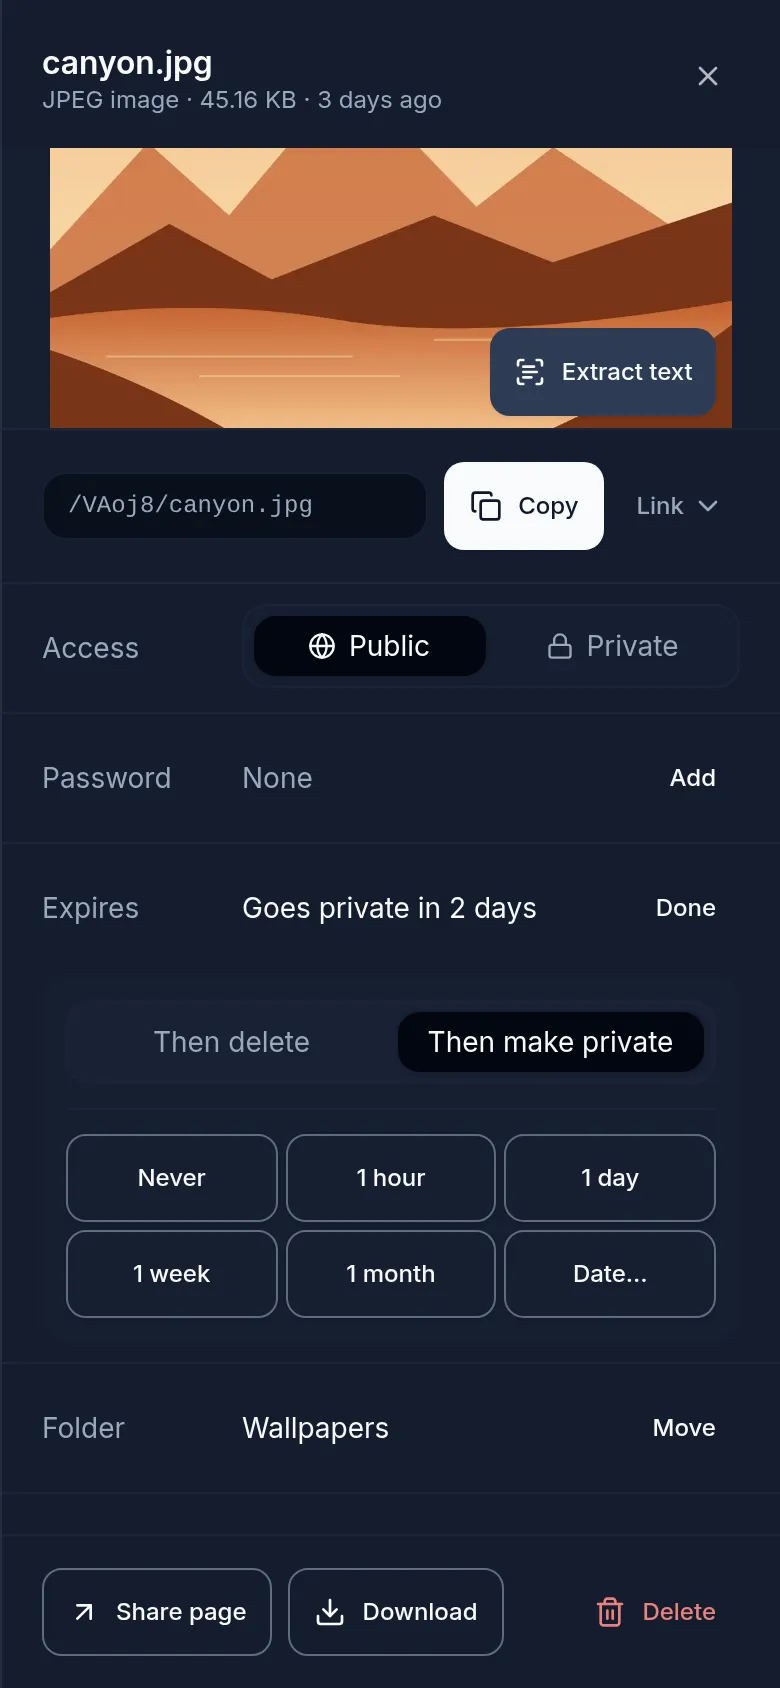 canyon.jpg
JPEG image · 45.16 KB · 3 days ago
Extract text
/VAoj8/canyon.jpg
Copy
Link
Access
Public
Private
Password
None
Add
Expires
Goes private in 2 days
Done
Then delete
Then make private
Never
1 hour
1 day
1 week
1 month
Date...
Folder
Wallpapers
Move
Share page
Download
Delete